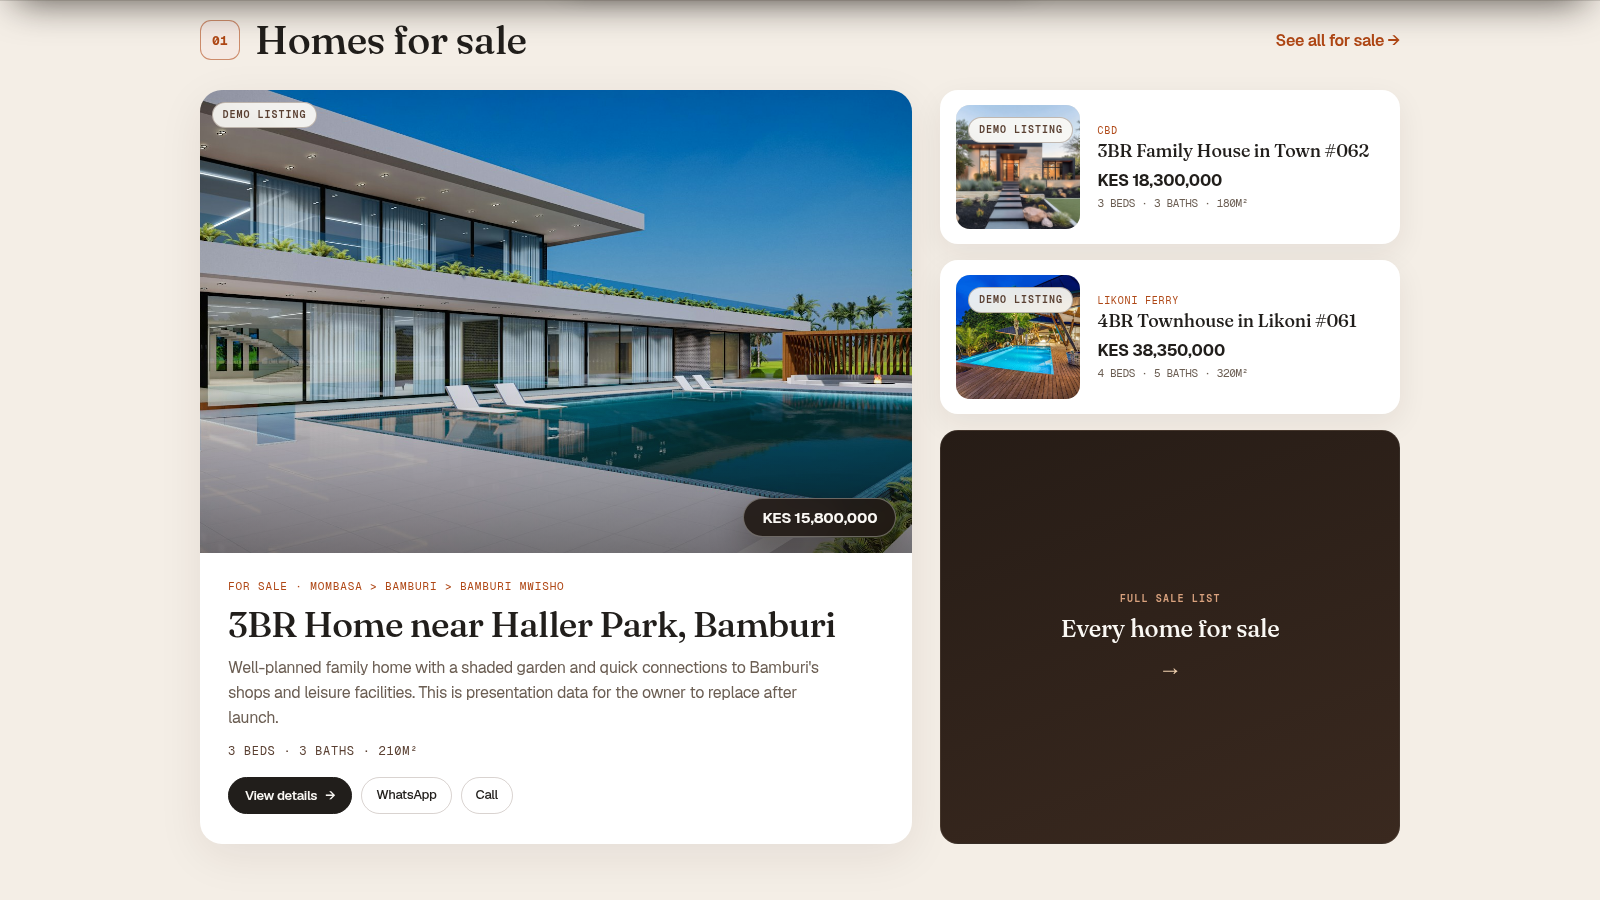 01
Homes for sale
See all for sale →
DEMO LISTING
KES 15,800,000
FOR SALE · MOMBASA > BAMBURI > BAMBURI MWISHO
3BR Home near Haller Park, Bamburi
Well-planned family home with a shaded garden and quick connections to Bamburi's
shops and leisure facilities. This is presentation data for the owner to replace after
launch.
3 BEDS · 3 BATHS · 210M²
View details →
WhatsApp
Call
DEMO LISTING
CBD
3BR Family House in Town #062
KES 18,300,000
3 BEDS · 3 BATHS · 180M²
DEMO LISTING
LIKONI FERRY
4BR Townhouse in Likoni #061
KES 38,350,000
4 BEDS · 5 BATHS · 320M²
FULL SALE LIST
Every home for sale
→